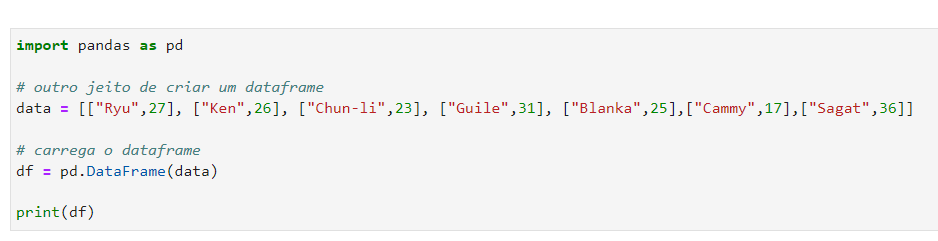 import pandas as pd
# outro jeito de criar um dataframe
data = [["Ryu",27], ["Ken",26], ["Chun-li",23], ["Guile",31], ["Blanka",25],["Cammy",17],["Sagat",36]]
# carrega o dataframe
df = pd.DataFrame(data)
print(df)